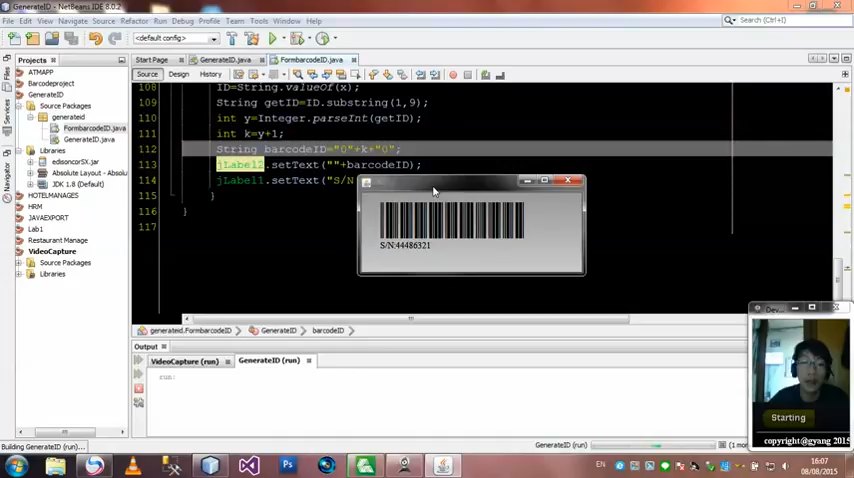 GenerateID - NetBeans IDE 8.0.2
File Edit View Navigate Source Refactor Run Debug Profile Team Tools Window Help
Search (Ctrl+I)
<default config>
Projects
Start Page
GenerateID.java
FormbarcodeID.java
Source
Design
History
Files
Services
Navigator
ATMAPP
Barcodeproject
GenerateID
Source Packages
generateid
FormbarcodeID.java
GenerateID.java
Libraries
edsoncorSX.jar
Absolute Layout - Absolu
JDK 1.8 (Default)
HOTELMANAGES
HRM
JAVAEXPORT
Lab1
Restaurant Manage
VideoCapture
Source Packages
Libraries
108 ID=String.valueOf(x);
109 String getID=ID.substring(1,9);
110 int y=Integer.parseInt(getID);
111 int k=y+1;
112 String barcodeID="0"+k+"0";
113 jLabel2.setText(""+barcodeID);
114 jLabel1.setText("S/N
115 }
116 }
117
S/N:44486321
generateid.FormbarcodeID
GenerateID
barcodeID
Output
VideoCapture (run)
GenerateID (run)
run:
Dev
Starting
copyright@gyang 2015
Building GenerateID (run)...
GenerateID (run)
EN
16:07
08/08/2015